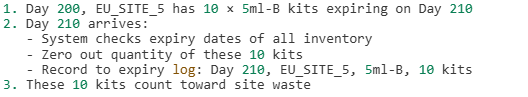 1. Day 200, EU_SITE_5 has 10 × 5ml-B kits expiring on Day 210
2. Day 210 arrives:
   - System checks expiry dates of all inventory
   - Zero out quantity of these 10 kits
   - Record to expiry log: Day 210, EU_SITE_5, 5ml-B, 10 kits
3. These 10 kits count toward site waste